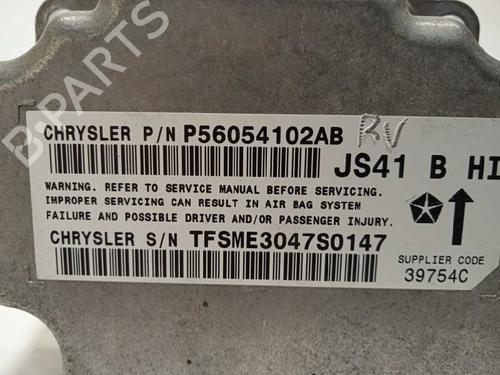 B-PARTS
CHRYSLER P/N P56054102AB RV
JS41 B HI
WARNING. REFER TO SERVICE MANUAL BEFORE SERVICING.
IMPROPER SERVICING CAN RESULT IN AIR BAG SYSTEM
FAILURE AND POSSIBLE DRIVER AND/OR PASSENGER INJURY.
CHRYSLER S/N TFSME3047S0147
SUPPLIER CODE
39754C